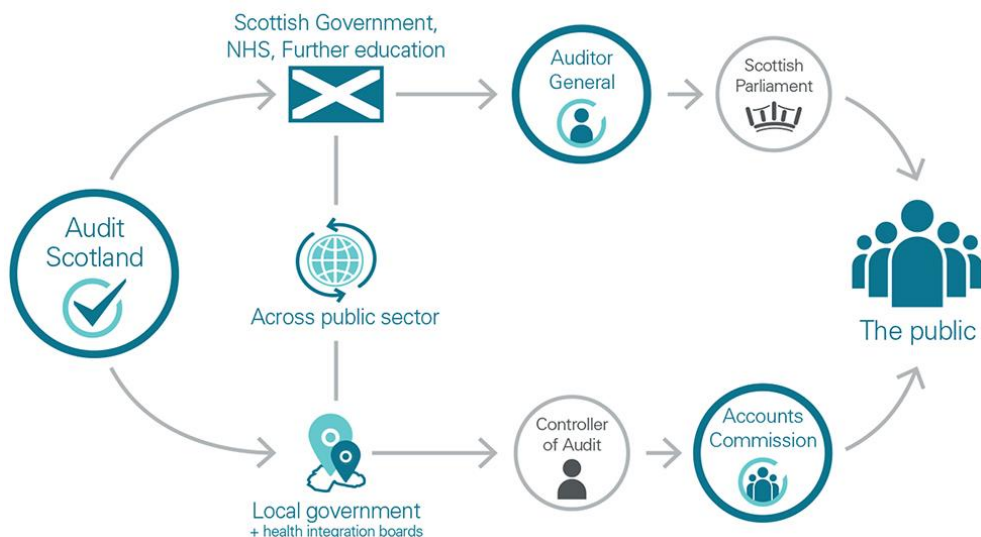 Scottish Government,
NHS, Further education
Auditor
General
Scottish
Parliament
Audit
Scotland
Across public sector
The public
Local government
+ health integration boards
Controller
of Audit
Accounts
Commission